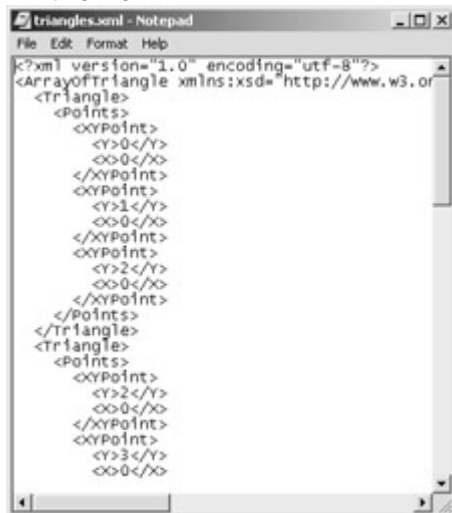 triangles.xml - Notepad
File Edit Format Help
<?xml version="1.0" encoding="utf-8"?>
<ArrayOfTriangle xmlns:xsd="http://www.w3.or
<Triangle>
<Points>
<XYPoint>
<Y>0</Y>
<X>0</X>
</XYPoint>
<XYPoint>
<Y>1</Y>
<X>0</X>
</XYPoint>
<XYPoint>
<Y>2</Y>
<X>0</X>
</XYPoint>
</Points>
</Triangle>
<Triangle>
<Points>
<XYPoint>
<Y>2</Y>
<X>0</X>
</XYPoint>
<XYPoint>
<Y>3</Y>
<X>0</X>